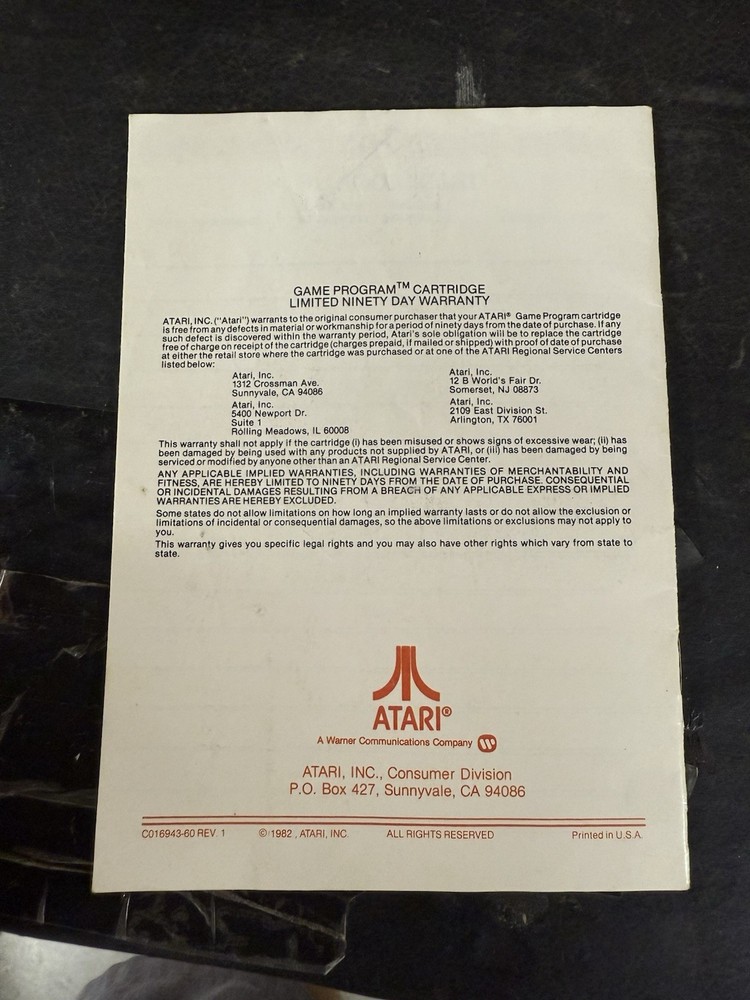 GAME PROGRAM™ CARTRIDGE
LIMITED NINETY DAY WARRANTY
ATARI, INC. ("Atari") warrants to the original consumer purchaser that your ATARI® Game Program cartridge
is free from any defects in material or workmanship for a period of ninety days from the date of purchase. If any
such defect is discovered within the warranty period, Atari's sole obligation will be to replace the cartridge
free of charge on receipt of the cartridge (charges prepaid, if mailed or shipped) with proof of date of purchase
at either the retail store where the cartridge was purchased or at one of the ATARI Regional Service Centers
listed below:
Atari, Inc.
1312 Crossman Ave.
Sunnyvale, CA 94086
Atari, Inc.
12 B World's Fair Dr.
Somerset, NJ 08873
Atari, Inc.
5400 Newport Dr.
Suite 1
Rolling Meadows, IL 60008
Atari, Inc.
2109 East Division St.
Arlington, TX 76001
This warranty shall not apply if the cartridge (i) has been misused or shows signs of excessive wear; (ii) has
been damaged by being used with any products not supplied by ATARI, or (iii) has been damaged by being
serviced or modified by anyone other than an ATARI Regional Service Center.
ANY APPLICABLE IMPLIED WARRANTIES, INCLUDING WARRANTIES OF MERCHANTABILITY AND
FITNESS, ARE HEREBY LIMITED TO NINETY DAYS FROM THE DATE OF PURCHASE. CONSEQUENTIAL
OR INCIDENTAL DAMAGES RESULTING FROM A BREACH OF ANY APPLICABLE EXPRESS OR IMPLIED
WARRANTIES ARE HEREBY EXCLUDED.
Some states do not allow limitations on how long an implied warranty lasts or do not allow the exclusion or
limitations of incidental or consequential damages, so the above limitations or exclusions may not apply to
you.
This warranty gives you specific legal rights and you may also have other rights which vary from state to
state.
ATARI®
A Warner Communications Company
ATARI, INC., Consumer Division
P.O. Box 427, Sunnyvale, CA 94086
C016943-60 REV. 1 © 1982, ATARI, INC. ALL RIGHTS RESERVED Printed in U.S.A.